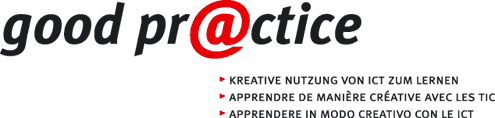 good pr@ctice
▸ KREATIVE NUTZUNG VON ICT ZUM LERNEN
▸ APPRENDRE DE MANIÈRE CRÉATIVE AVEC LES TIC
▸ APPRENDERE IN MODO CREATIVO CON LE ICT